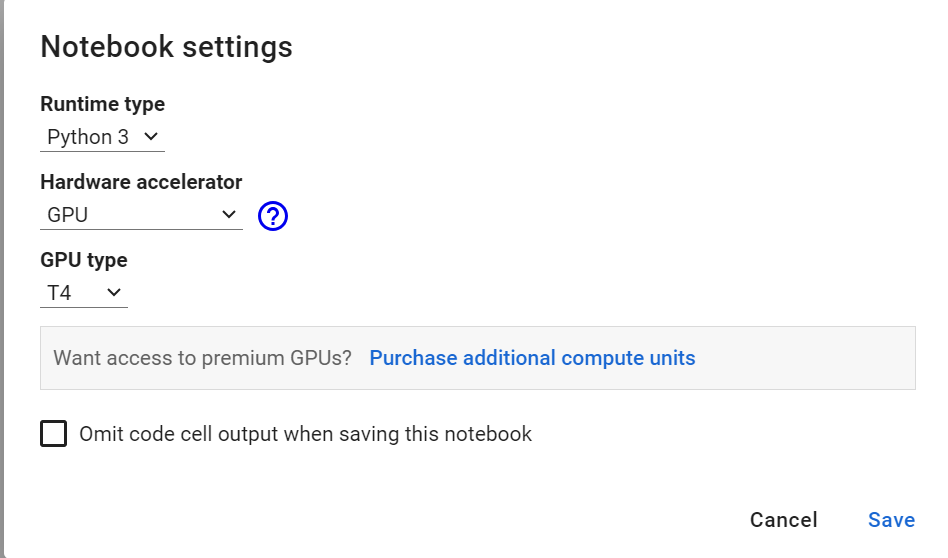 Notebook settings
Runtime type
Python 3
Hardware accelerator
GPU
?
GPU type
T4
Want access to premium GPUs? Purchase additional compute units
Omit code cell output when saving this notebook
Cancel Save